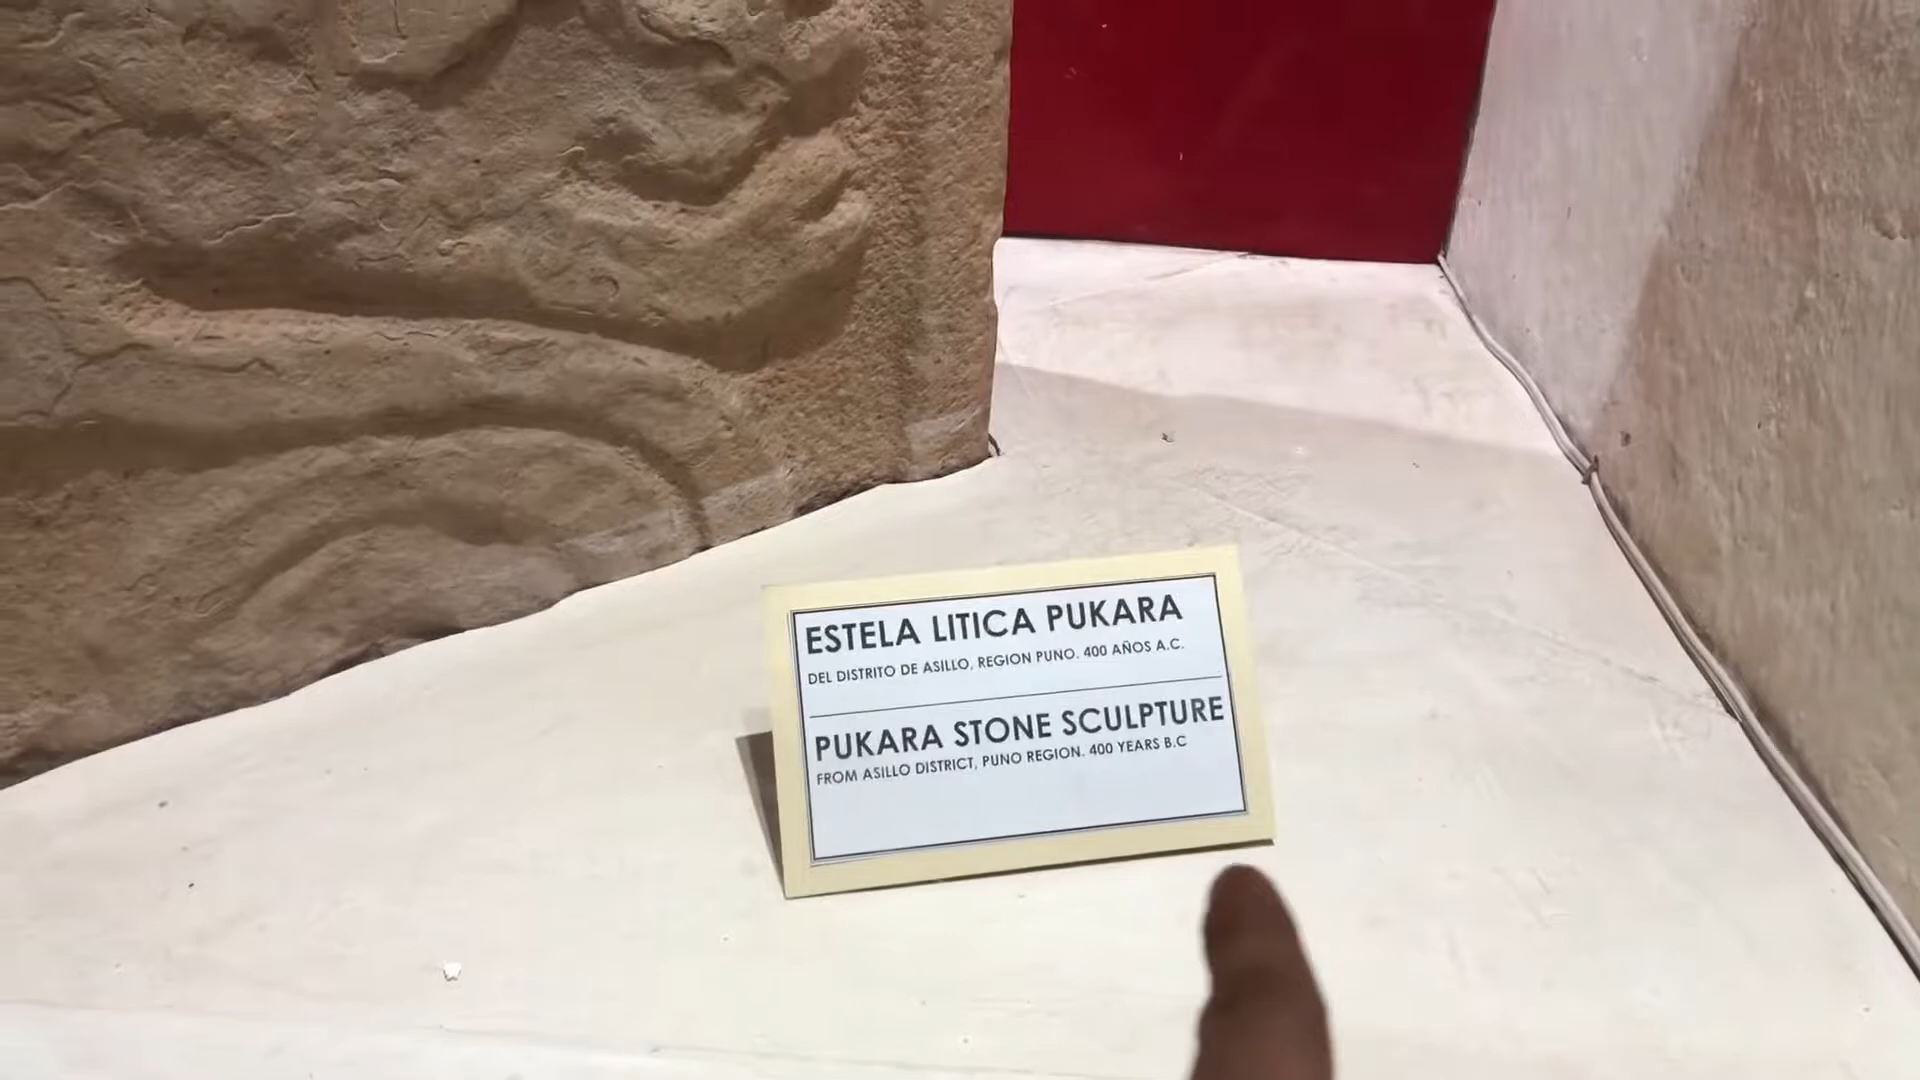 ESTELA LITICA PUKARA
DEL DISTRITO DE ASILLO, REGION PUNO. 400 AÑOS A.C.
PUKARA STONE SCULPTURE
FROM ASILLO DISTRICT, PUNO REGION. 400 YEARS B.C